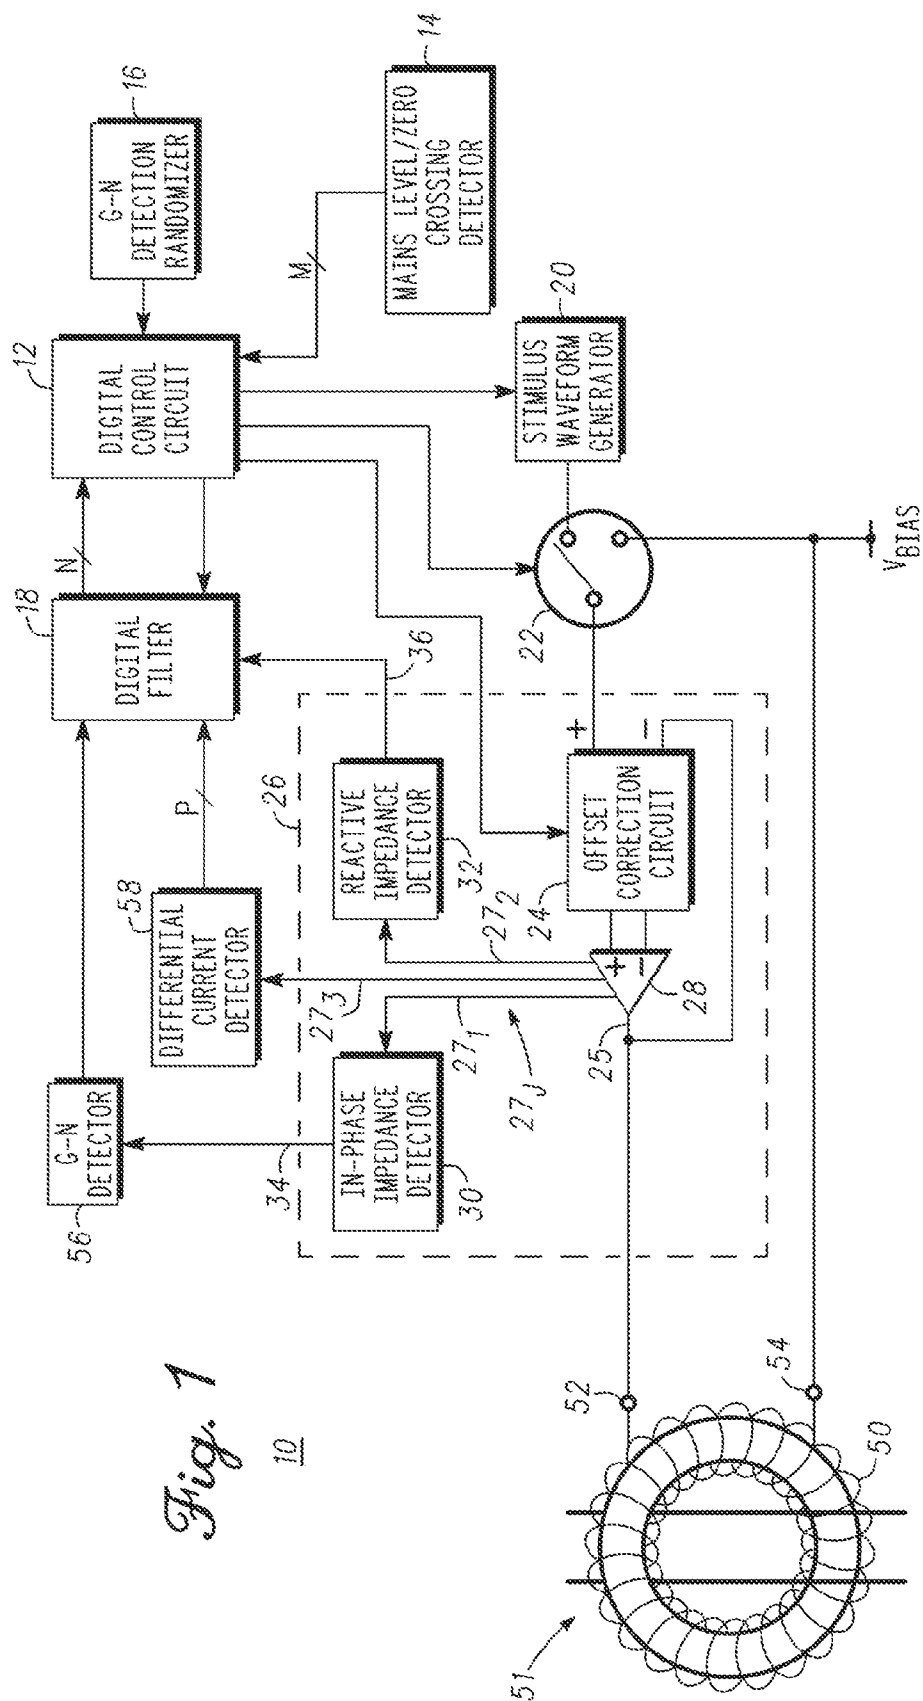 16
G-N
DETECTION
RANDOMIZER
14
MAINS LEVEL/ZERO
CROSSING
DETECTOR
M
12
DIGITAL
CONTROL
CIRCUIT
20
STIMULUS
WAVEFORM
GENERATOR
N
18
DIGITAL
FILTER
22
VBIAS
36
26
P
REACTIVE
IMPEDANCE
DETECTOR
32
+
−
OFFSET
CORRECTION
CIRCUIT
24
58
DIFFERENTIAL
CURRENT
DETECTOR
272
273
271
27J
+
−
28
25
G-N
DETECTOR
56
34
IN-PHASE
IMPEDANCE
DETECTOR
30
52
54
50
51
Fig. 1
10